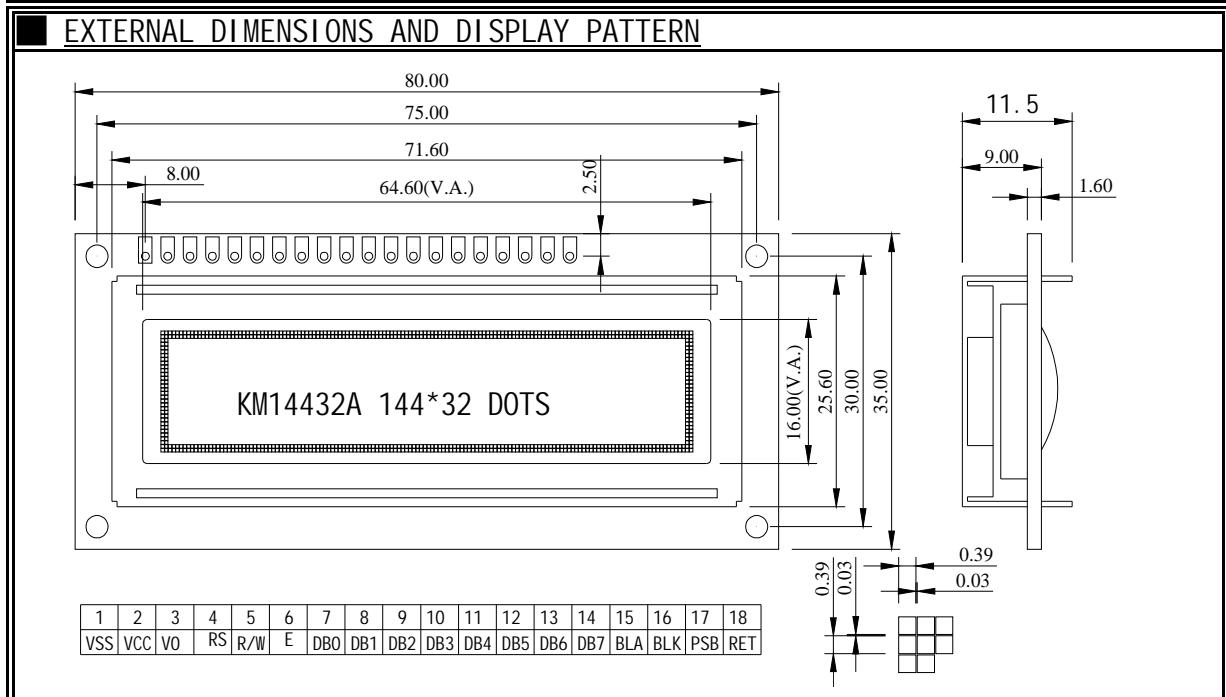 EXTERNAL DIMENSIONS AND DISPLAY PATTERN
80.00
75.00
71.60
8.00
64.60(V.A.)
2.50
11.5
9.00
1.60
KM14432A 144*32 DOTS
16.00(V.A.)
25.60
30.00
35.00
0.39
0.03
0.39
0.03
1 2 3 4 5 6 7 8 9 10 11 12 13 14 15 16 17 18
VSS VCC V0 RS R/W E DB0 DB1 DB2 DB3 DB4 DB5 DB6 DB7 BLA BLK PSB RET